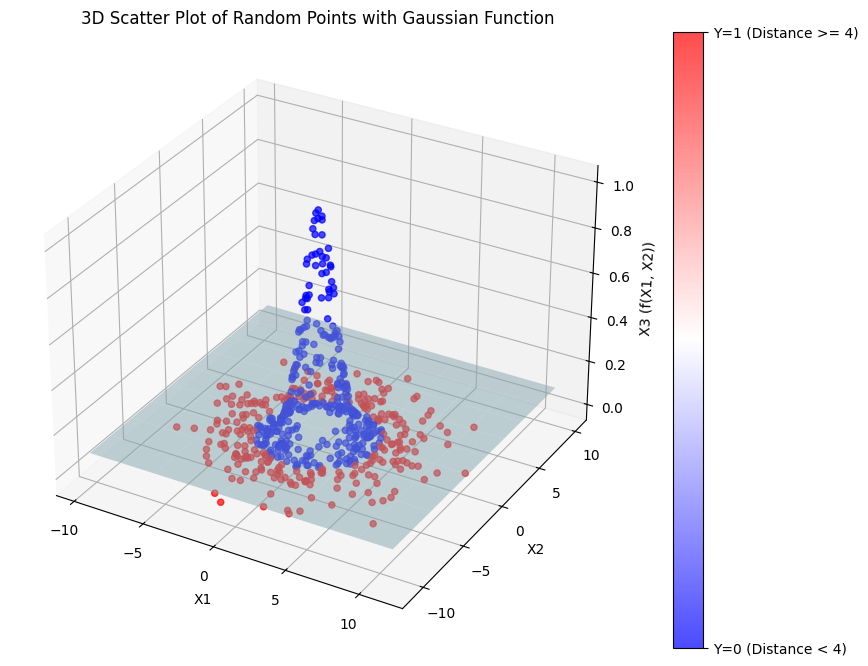 3D Scatter Plot of Random Points with Gaussian Function
Y=1 (Distance >= 4)
1.0
0.8
0.6
0.4
0.2
0.0
X3 (f(X1, X2))
10
5
0
−5
−10
X2
−10
−5
0
5
10
X1
Y=0 (Distance < 4)